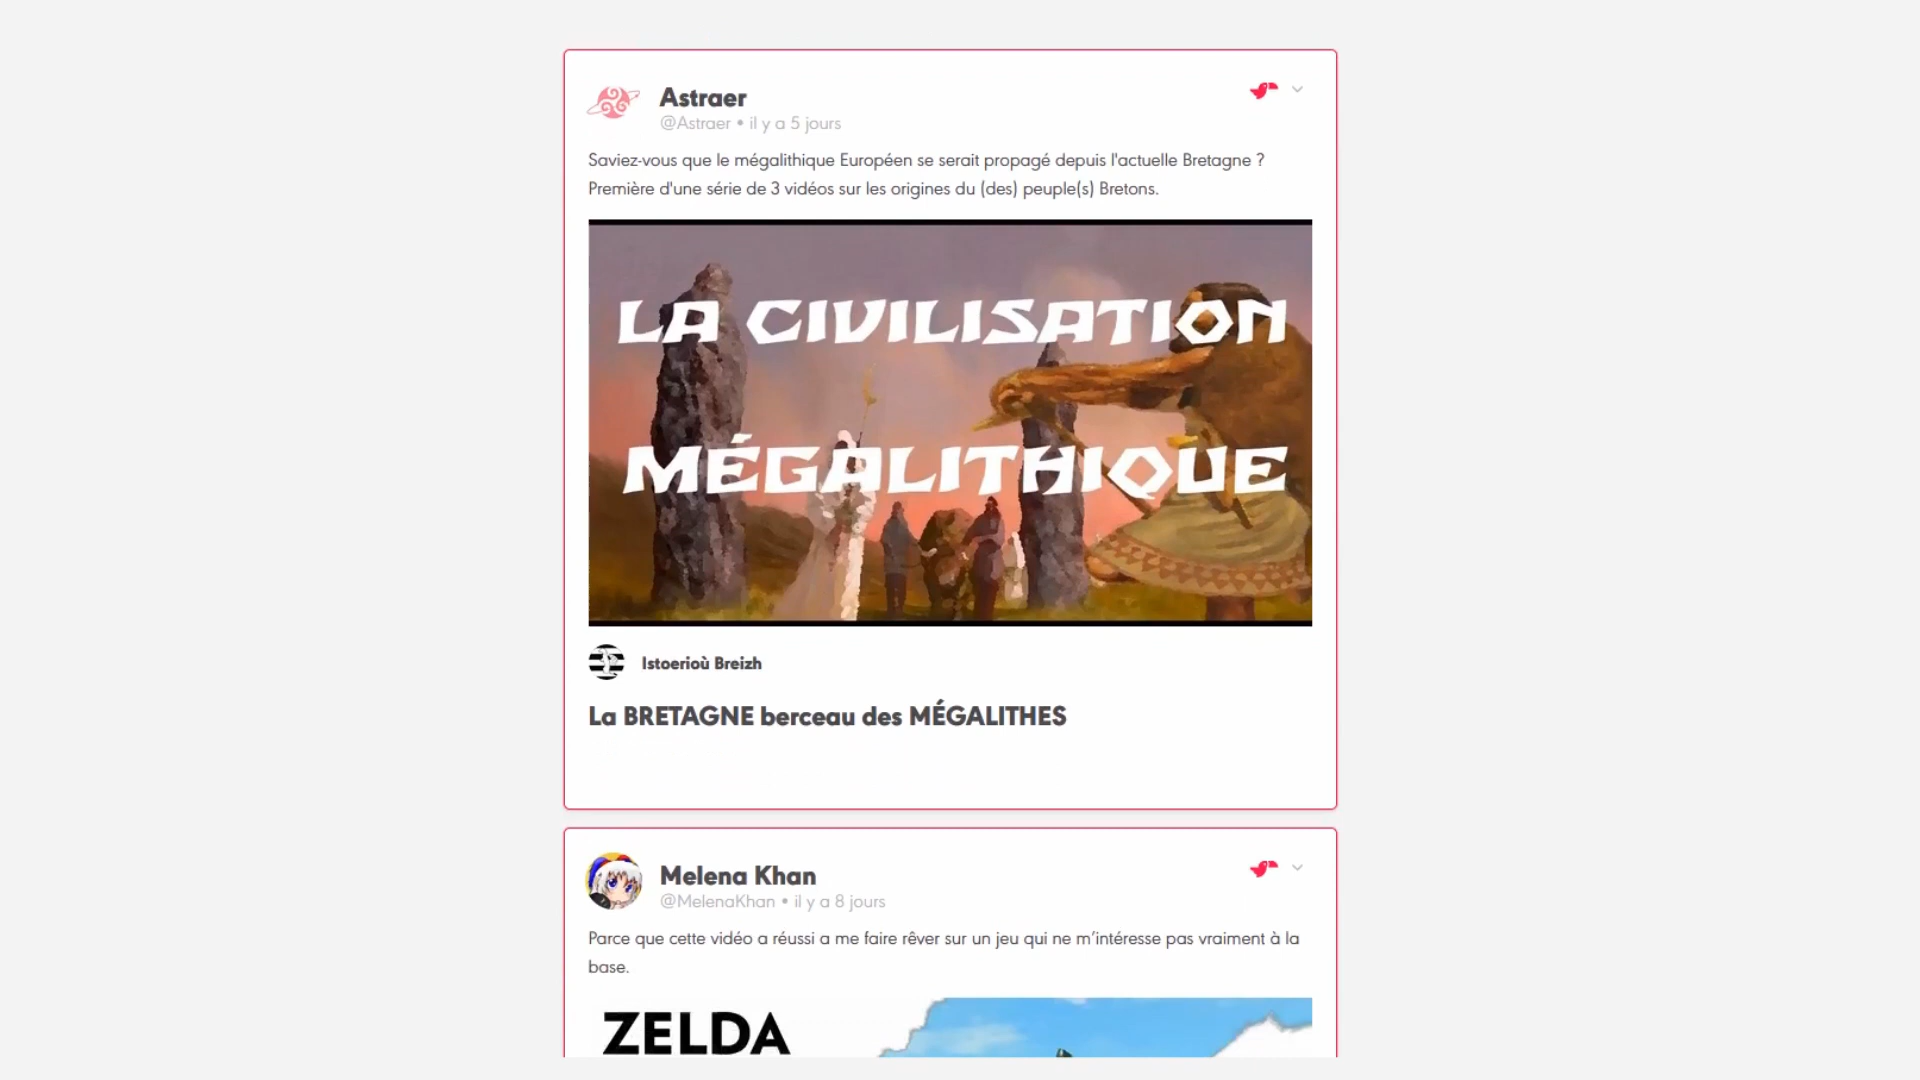 Astraer
@Astraer • il y a 5 jours
Saviez-vous que le mégalithique Européen se serait propagé depuis l'actuelle Bretagne ?
Première d'une série de 3 vidéos sur les origines du (des) peuple(s) Bretons.
LA CIVILISATION
MÉGALITHIQUE
Istoerioù Breizh
La BRETAGNE berceau des MÉGALITHES
Melena Khan
@MelenaKhan • il y a 8 jours
Parce que cette vidéo a réussi a me faire rêver sur un jeu qui ne m’intéresse pas vraiment à la
base.
ZELDA